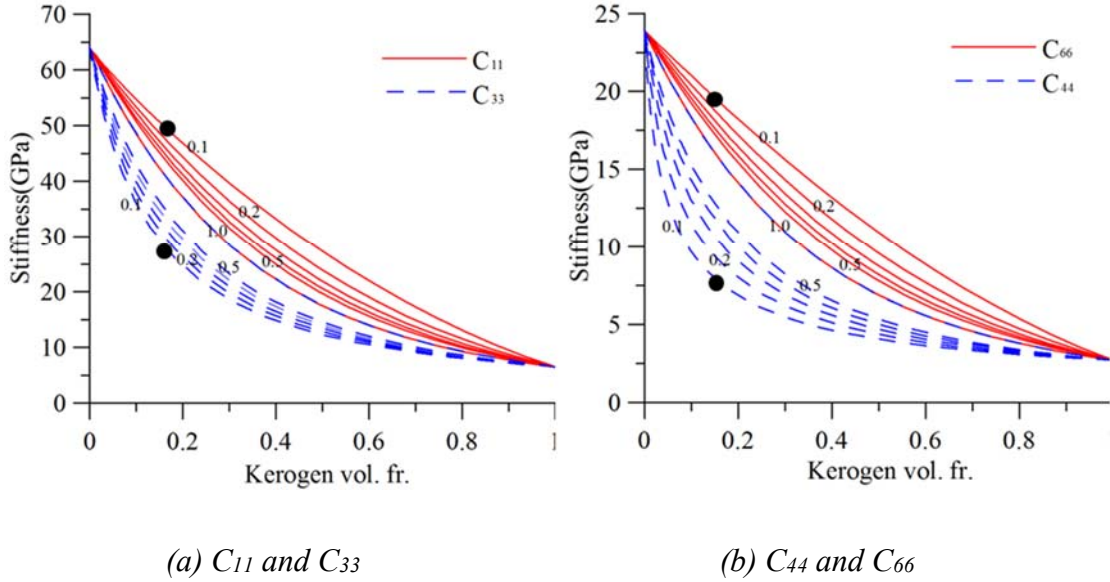 70
60
50
40
30
20
10
0
Stiffness(GPa)
C11
C33
0.1
0.2
1.0
0.5
0.1
0.2
0.5
0 0.2 0.4 0.6 0.8 1
Kerogen vol. fr.
(a) C11 and C33
25
20
15
10
5
0
Stiffness(GPa)
C66
C44
0.1
0.2
1.0
0.5
0.1
0.2
0.5
0 0.2 0.4 0.6 0.8
Kerogen vol. fr.
(b) C44 and C66